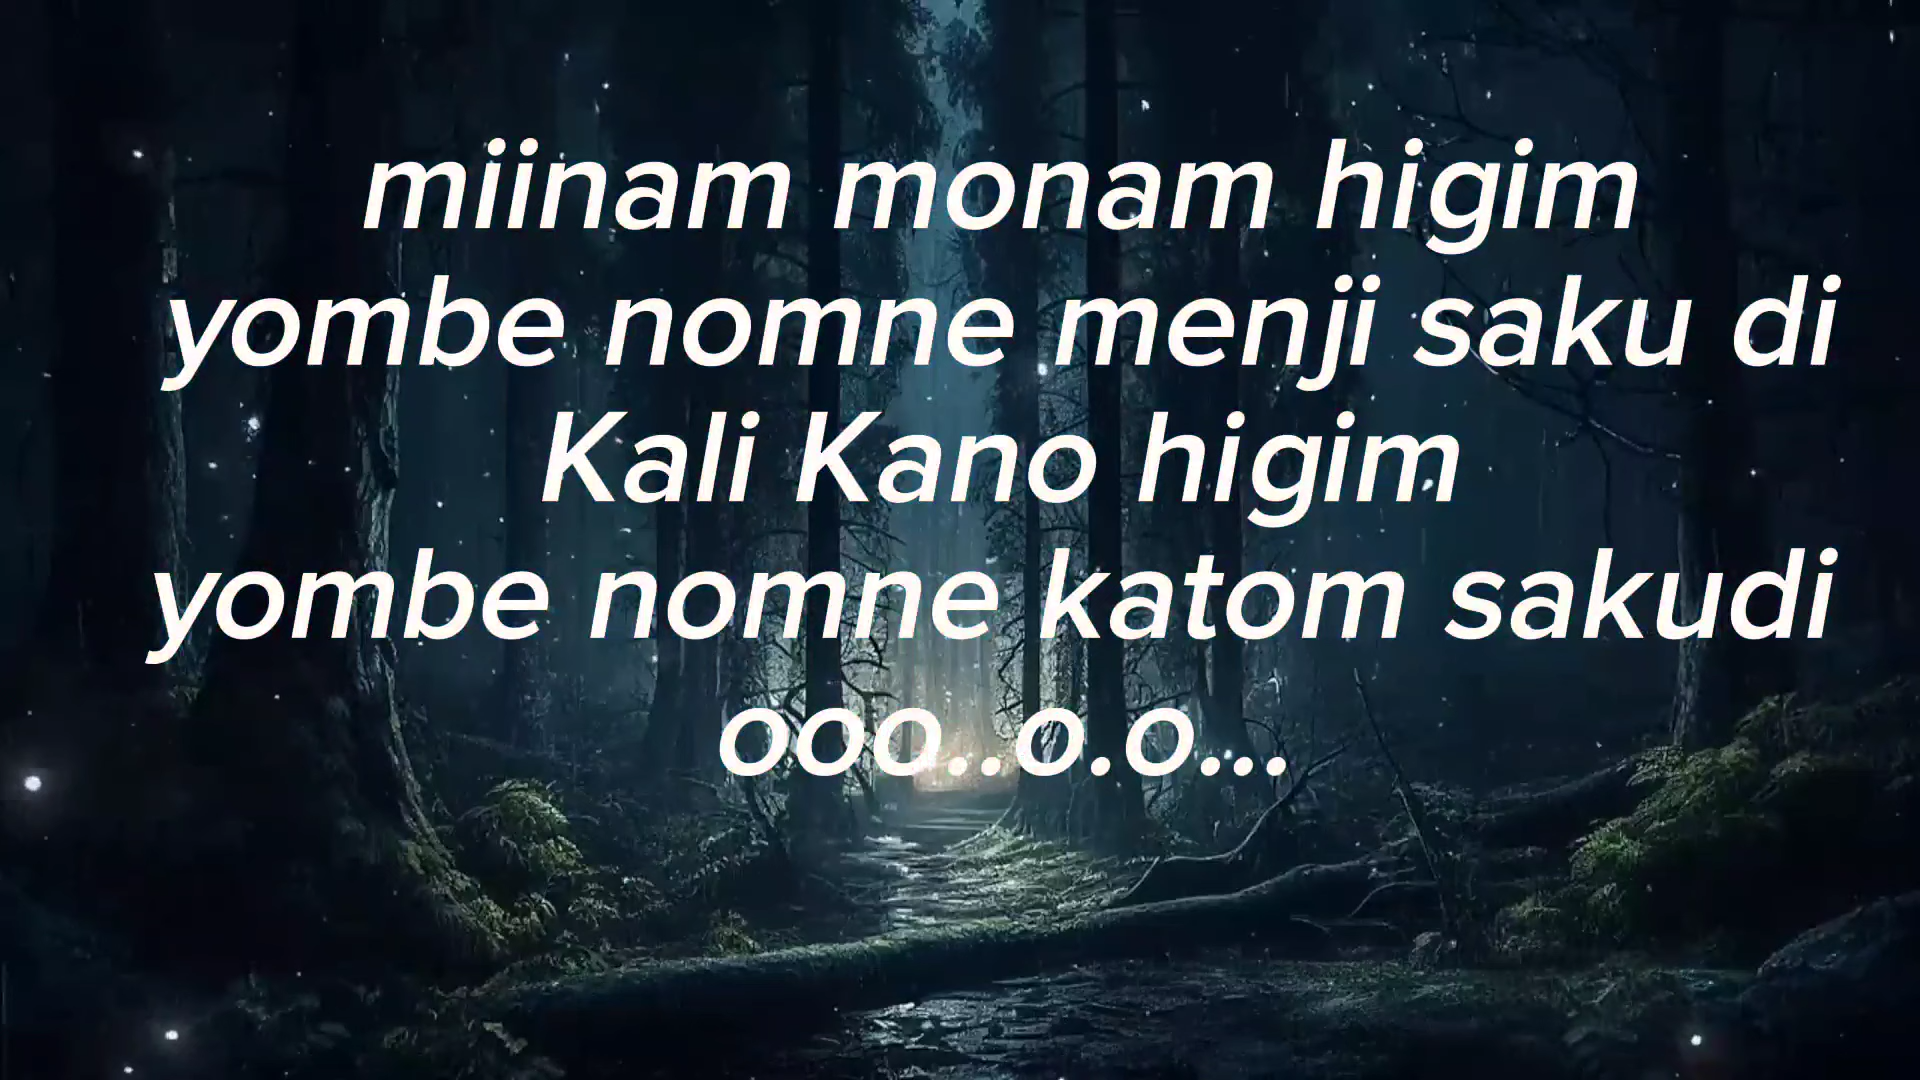 miinam monam higim
yombe nomne menji saku di
Kali Kano higim
yombe nomne katom sakudi
ooo..o.o...